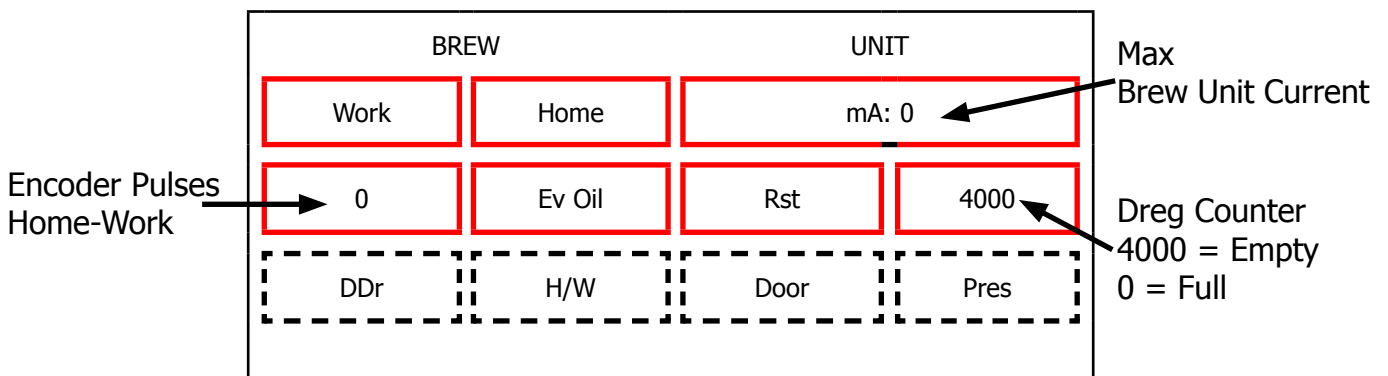 BREW UNIT
Max
Brew Unit Current
Work Home mA: 0
Encoder Pulses
Home-Work
0 Ev Oil Rst 4000
Dreg Counter
4000 = Empty
0 = Full
DDr H/W Door Pres